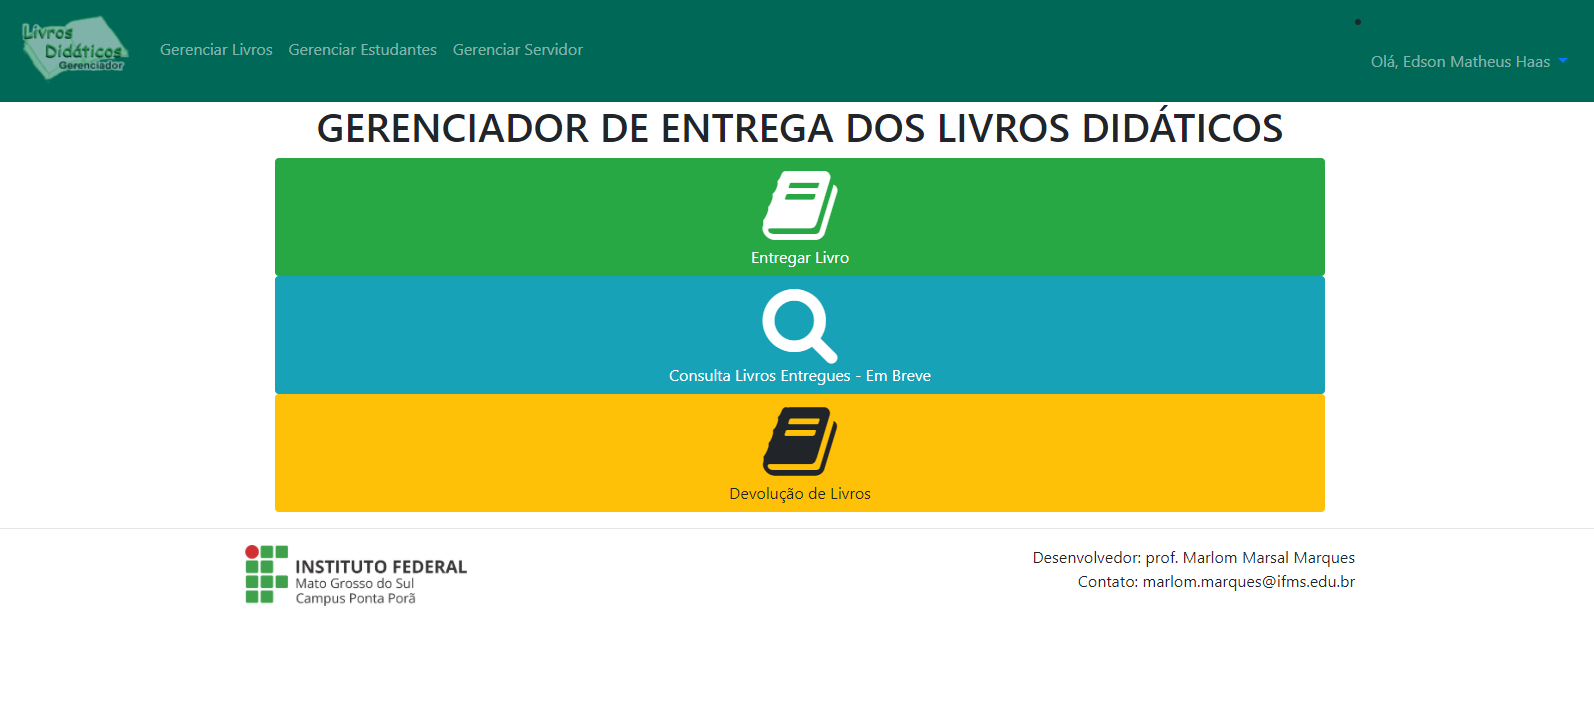 Livros
Didáticos
Gerenciador
Gerenciar Livros
Gerenciar Estudantes
Gerenciar Servidor
Olá, Edson Matheus Haas
GERENCIADOR DE ENTREGA DOS LIVROS DIDÁTICOS
Entregar Livro
Consulta Livros Entregues - Em Breve
Devolução de Livros
INSTITUTO FEDERAL
Mato Grosso do Sul
Campus Ponta Porã
Desenvolvedor: prof. Marlom Marsal Marques
Contato: marlom.marques@ifms.edu.br